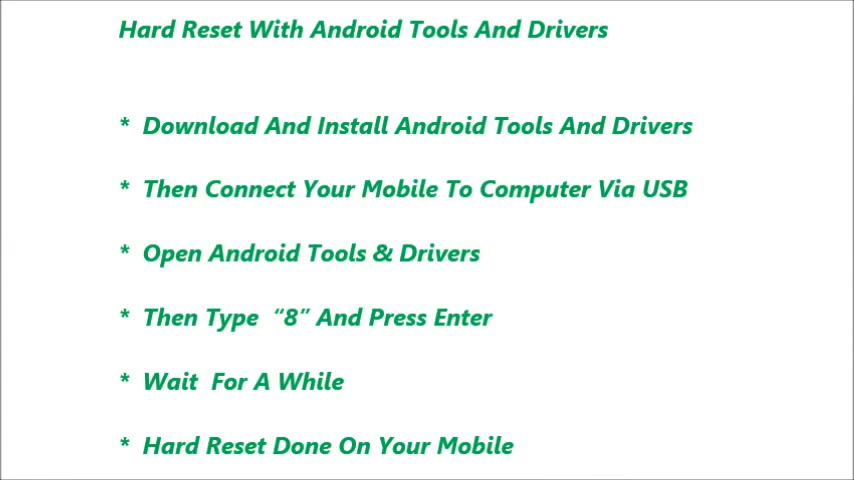 Hard Reset With Android Tools And Drivers
* Download And Install Android Tools And Drivers
* Then Connect Your Mobile To Computer Via USB
* Open Android Tools & Drivers
* Then Type “8” And Press Enter
* Wait For A While
* Hard Reset Done On Your Mobile